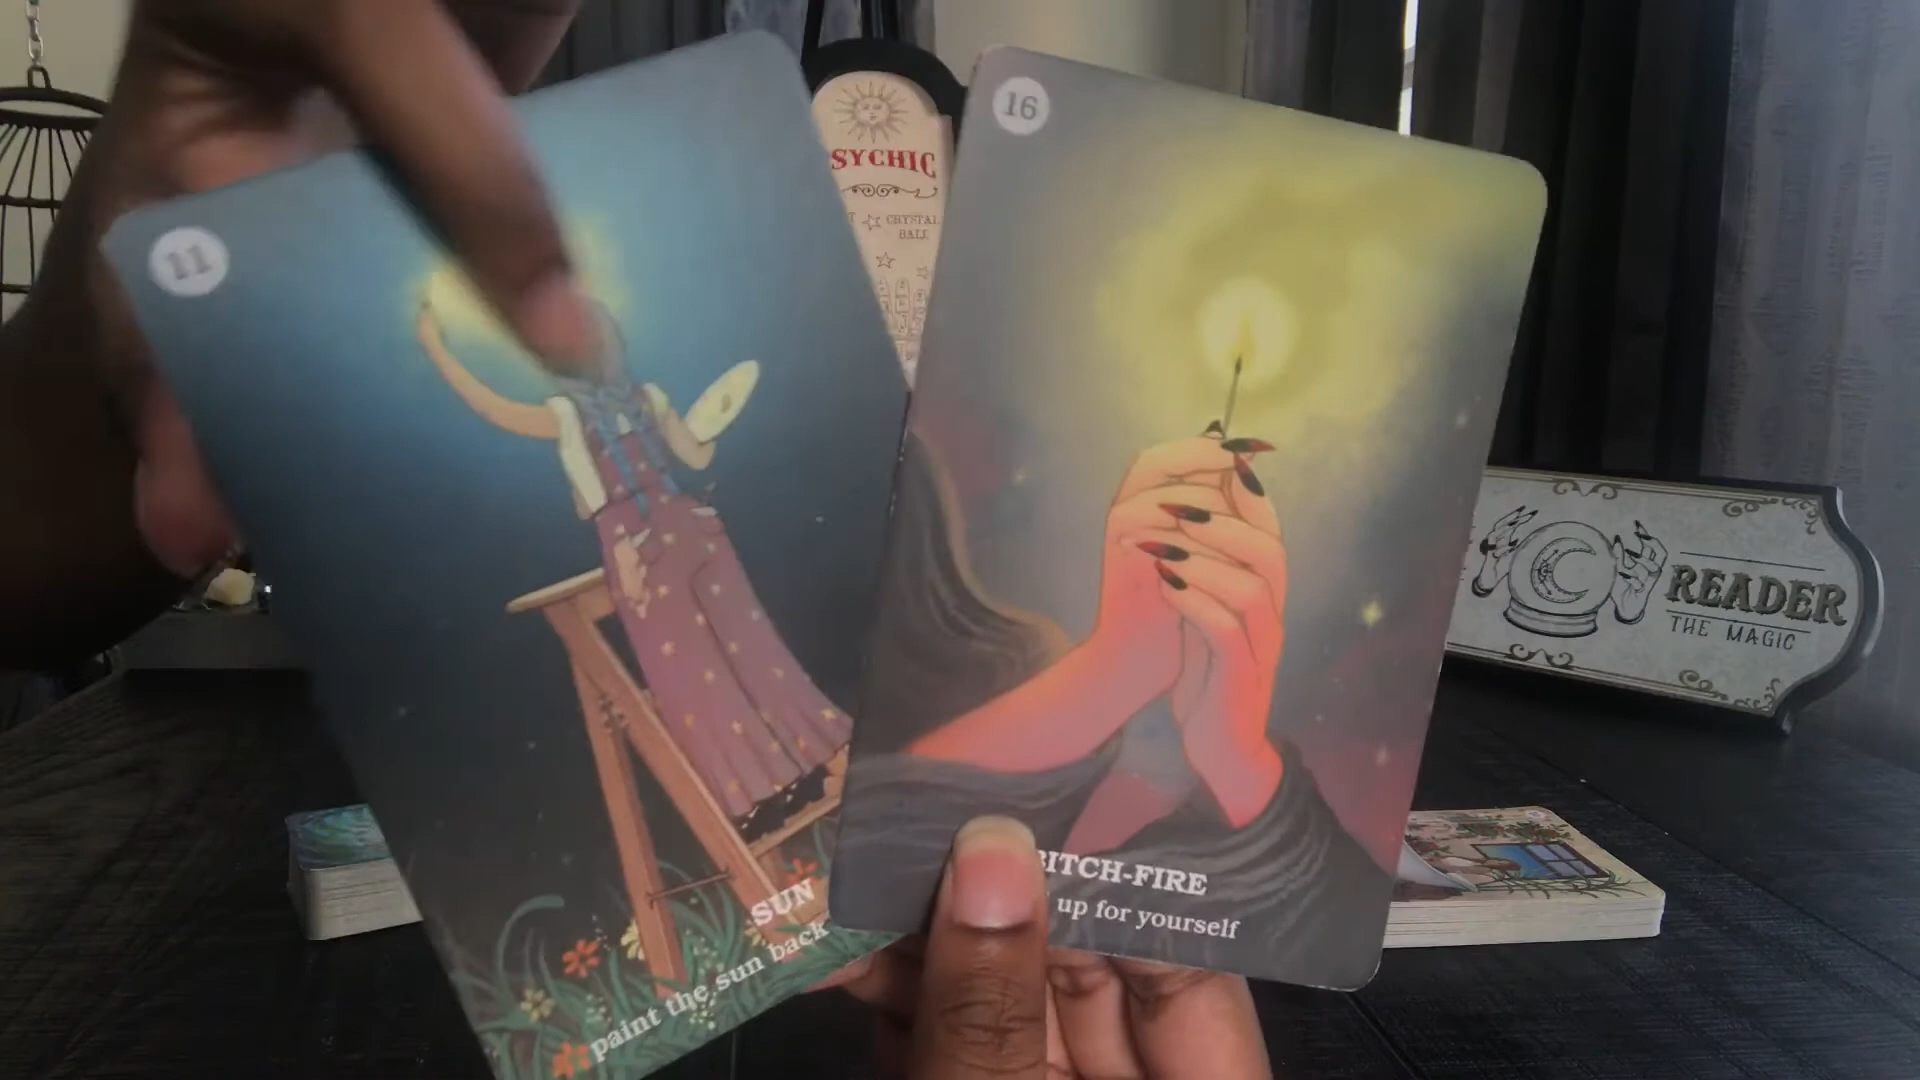 11
SUN
paint the sun back
16
BITCH-FIRE
up for yourself
SYCHIC
CRYSTAL
BALL
READER
THE MAGIC